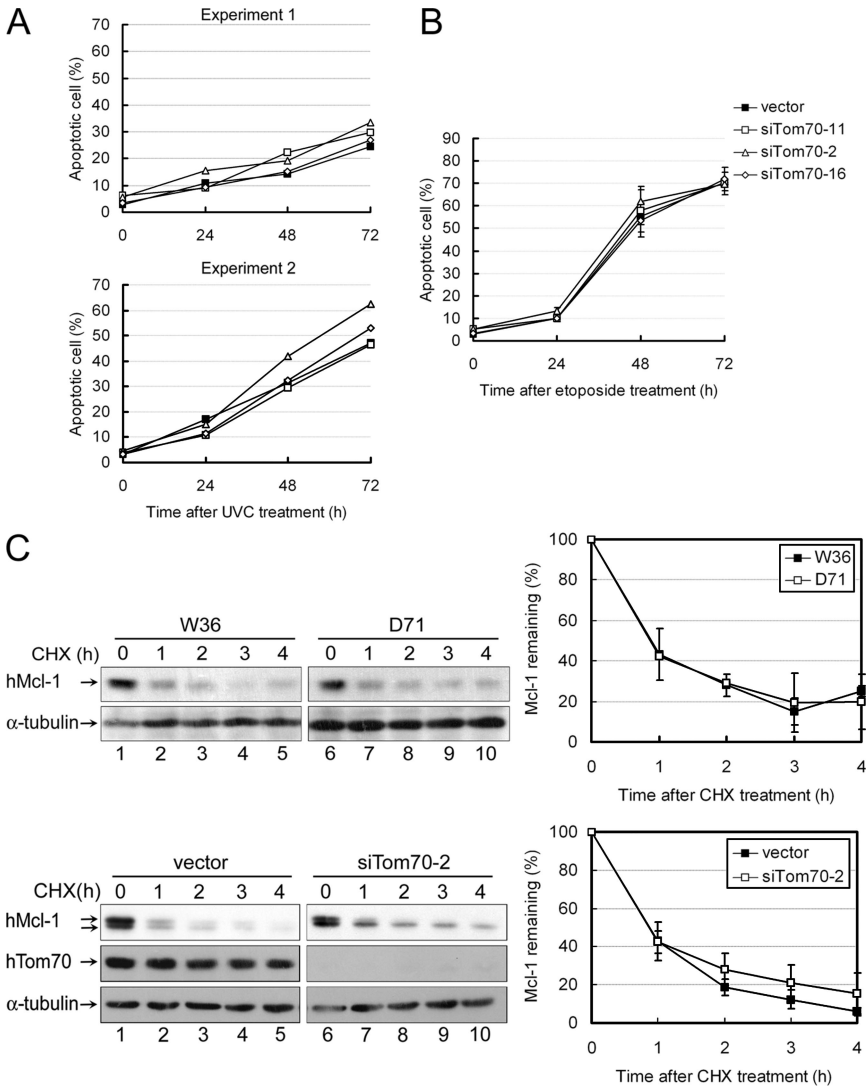 A
Experiment 1
Apoptotic cell (%)
70
60
50
40
30
20
10
0
0 24 48 72
Experiment 2
Apoptotic cell (%)
70
60
50
40
30
20
10
0
0 24 48 72
Time after UVC treatment (h)
B
vector
siTom70-11
siTom70-2
siTom70-16
Apoptotic cell (%)
90
80
70
60
50
40
30
20
10
0
0 24 48 72
Time after etoposide treatment (h)
C
W36 D71
CHX (h) 0 1 2 3 4 0 1 2 3 4
hMcl-1
α-tubulin
1 2 3 4 5 6 7 8 9 10
Mcl-1 remaining (%)
100
80
60
40
20
0
W36
D71
0 1 2 3 4
Time after CHX treatment (h)
vector siTom70-2
CHX(h) 0 1 2 3 4 0 1 2 3 4
hMcl-1
hTom70
α-tubulin
1 2 3 4 5 6 7 8 9 10
Mcl-1 remaining (%)
100
80
60
40
20
0
vector
siTom70-2
0 1 2 3 4
Time after CHX treatment (h)